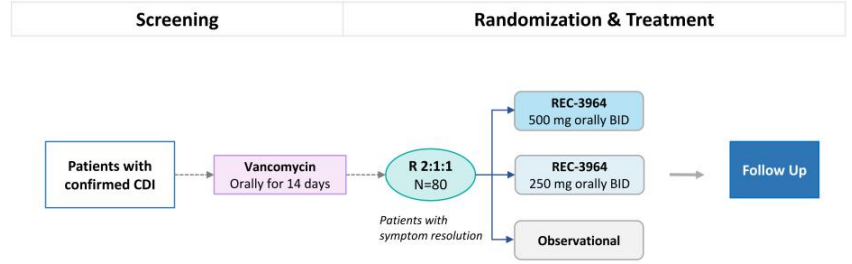 Screening
Randomization & Treatment
Patients with
confirmed CDI
Vancomycin
Orally for 14 days
R 2:1:1
N=80
Patients with
symptom resolution
REC-3964
500 mg orally BID
REC-3964
250 mg orally BID
Observational
Follow Up